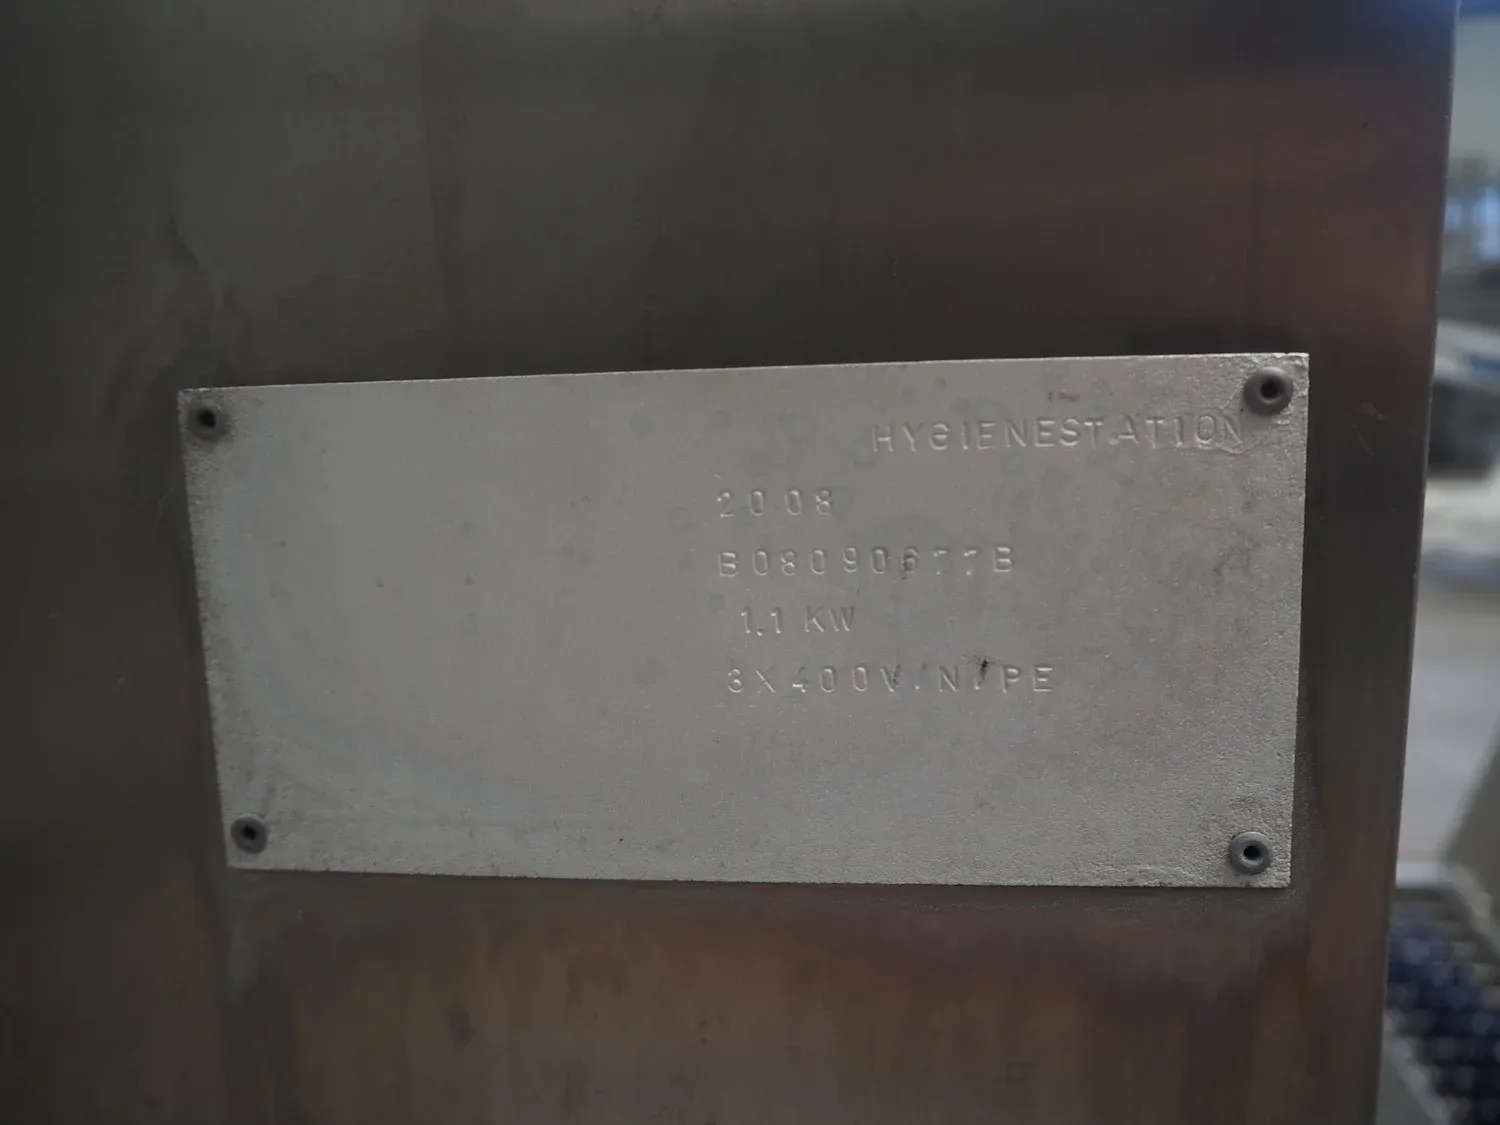 HYGIENESTATION
2008
B08090677B
1.1 KW
3X400V/N/PE